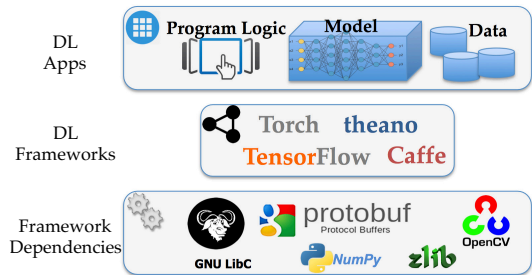 DL
Apps
Program Logic
Model
Data
DL
Frameworks
Torch theano
TensorFlow Caffe
Framework
Dependencies
GNU LibC
protobuf
Protocol Buffers
NumPy
zlib
OpenCV